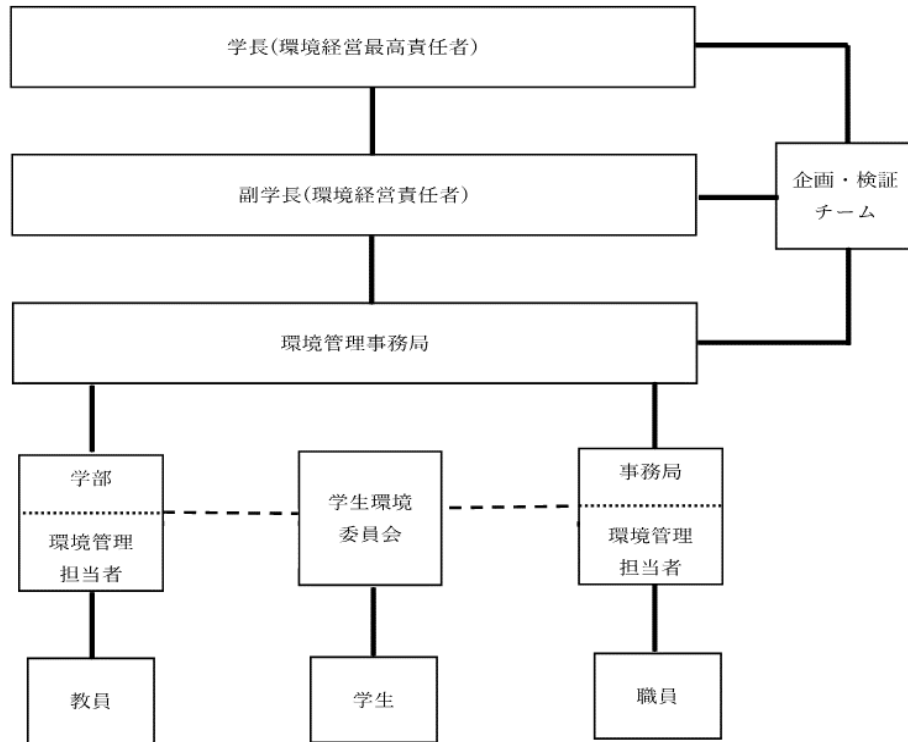 学長(環境経営最高責任者)
副学長(環境経営責任者)
企画・検証
チーム
環境管理事務局
学部
環境管理
担当者
学生環境
委員会
事務局
環境管理
担当者
教員
学生
職員